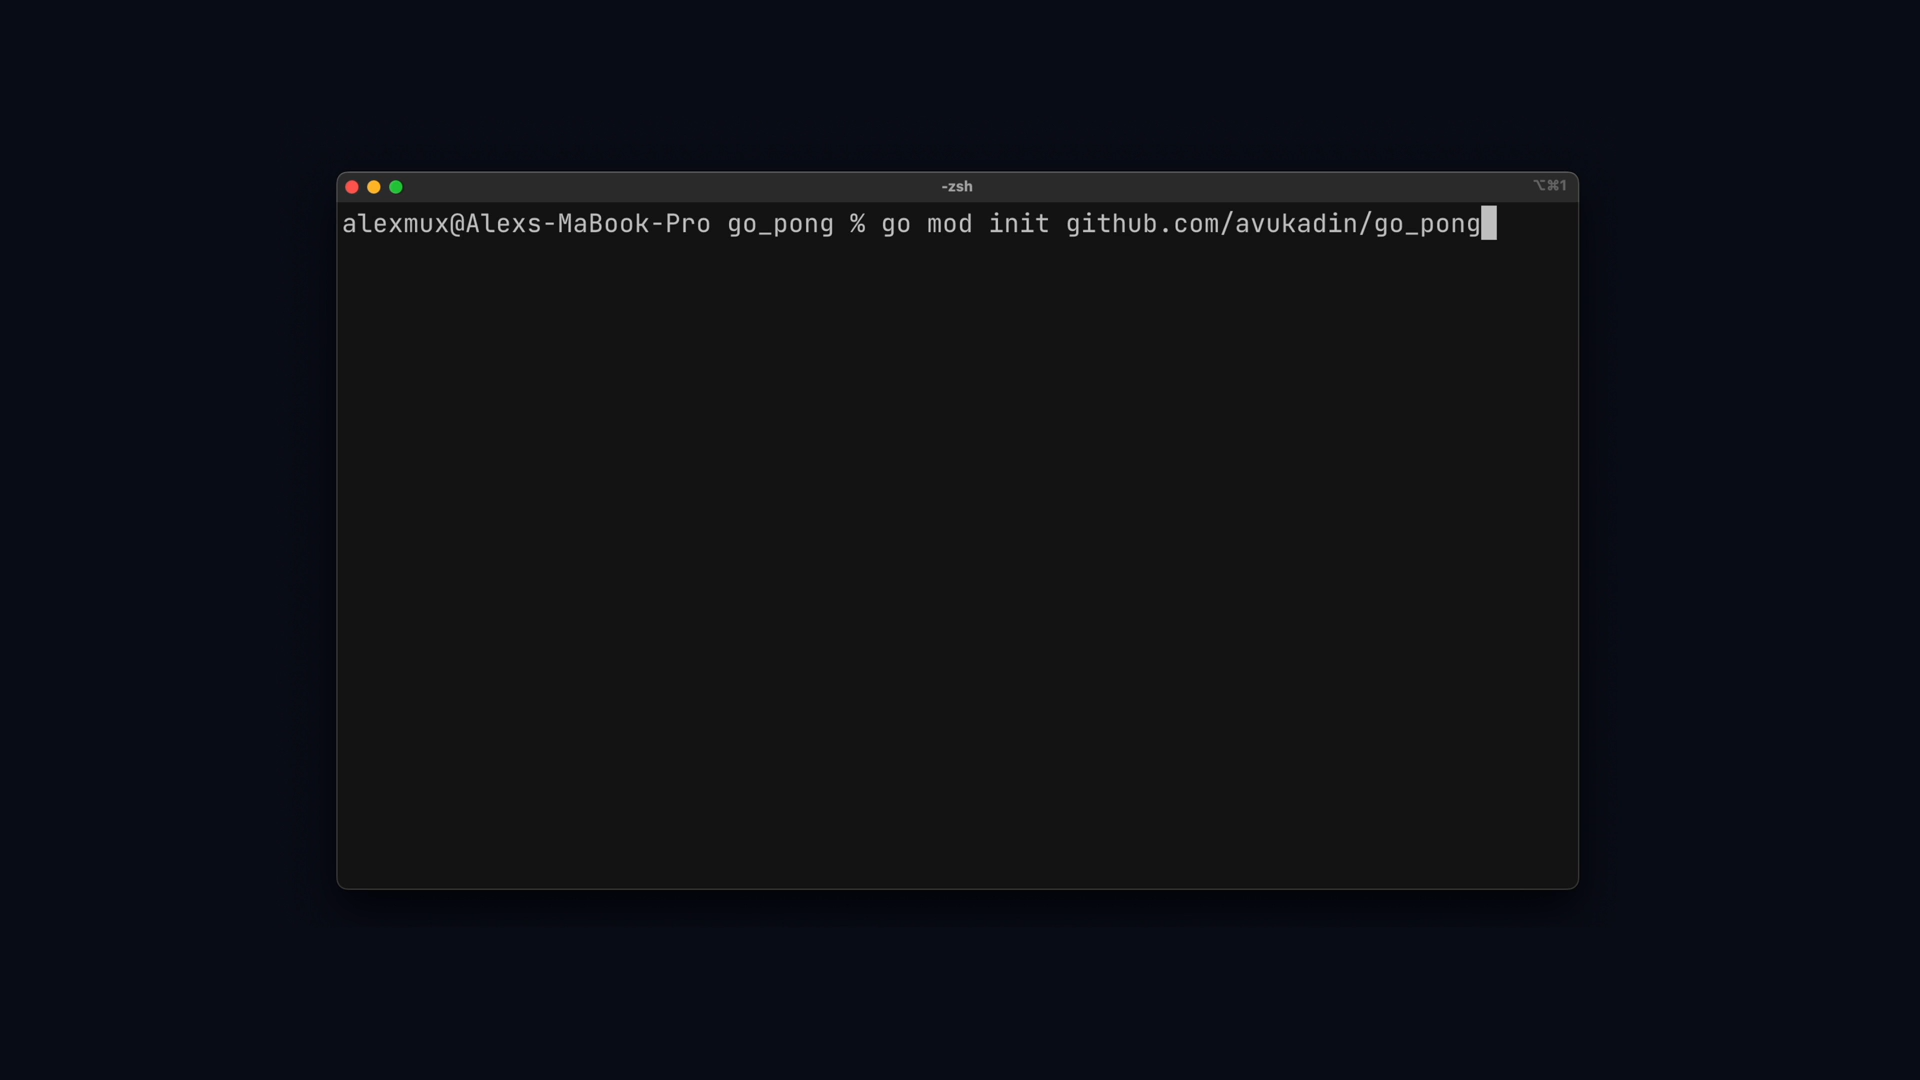 -zsh
⌥⌘1
alexmux@Alexs-MaBook-Pro go_pong % go mod init github.com/avukadin/go_pong